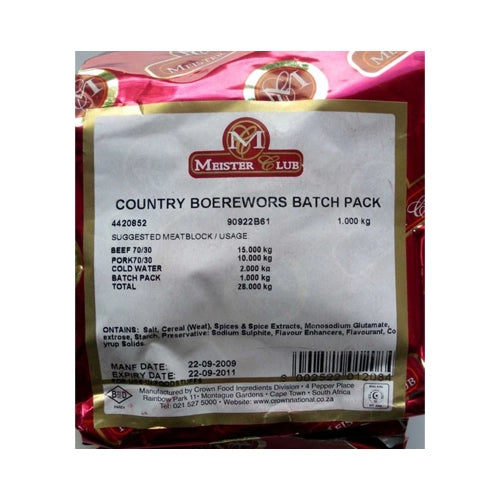 MEISTER
M
M
MEISTER CLUB
COUNTRY BOEREWORS BATCH PACK
4420852 90922B61 1.000 kg
SUGGESTED MEATBLOCK / USAGE
BEEF 70/30 15.000 kg
PORK70/30 10.000 kg
COLD WATER 2.000 kg
BATCH PACK 1.000 kg
TOTAL 28.000 kg
ONTAINS: Salt, Cereal (Weat), Spices & Spice Extracts, Monosodium Glutamate,
extrose, Starch, Preservative: Sodium Sulphite, Flavour Enhancers, Flavourant, Co
yrup Solids.
MANF DATE: 22-09-2009
EXPIRY DATE: 22-09-2011
FOR USE IN FOODSTUFFS
Manufactured by Crown Food Ingredients Division • 4 Pepper Place
Rainbow Park 11• Montague Gardens • Cape Town • South Africa
Tel: 021 527 5000 • Website: www.crownnational.co.za